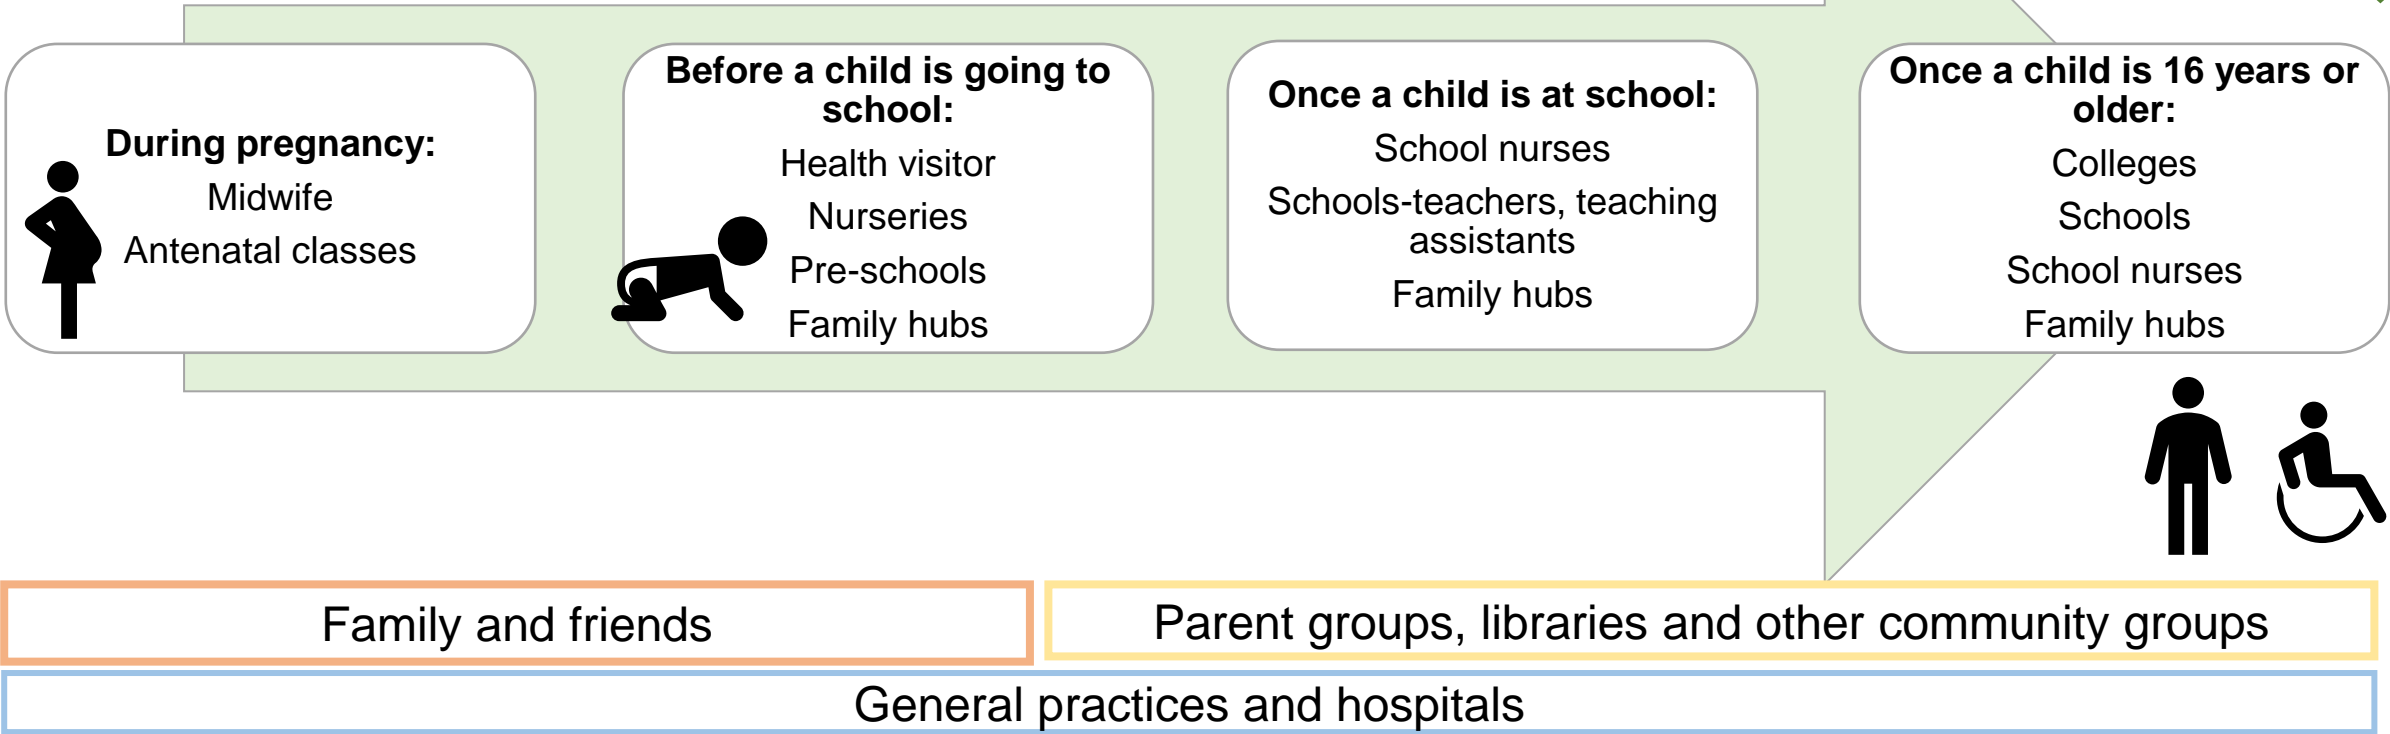 During pregnancy:
Midwife
Antenatal classes
Before a child is going to
school:
Health visitor
Nurseries
Pre-schools
Family hubs
Once a child is at school:
School nurses
Schools-teachers, teaching
assistants
Family hubs
Once a child is 16 years or
older:
Colleges
Schools
School nurses
Family hubs
Family and friends
Parent groups, libraries and other community groups
General practices and hospitals